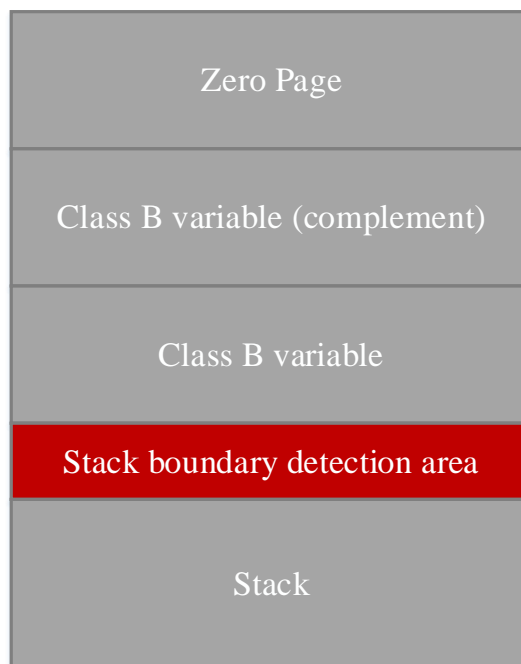 Zero Page
Class B variable (complement)
Class B variable
Stack boundary detection area
Stack